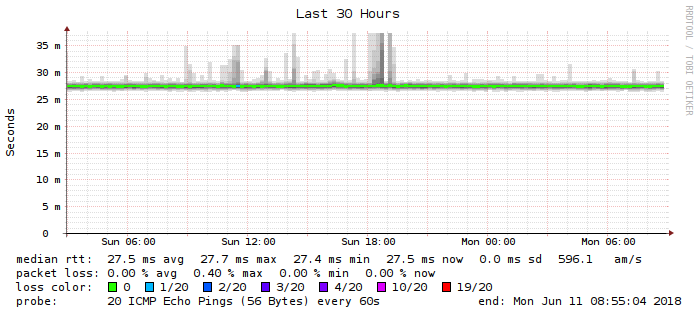 Last 30 Hours
RRDTOOL / TOBI OETIKER
Seconds
35 m
30 m
25 m
20 m
15 m
10 m
5 m
0
Sun 06:00 Sun 12:00 Sun 18:00 Mon 00:00 Mon 06:00
median rtt: 27.5 ms avg 27.7 ms max 27.4 ms min 27.5 ms now 0.0 ms sd 596.1 am/s
packet loss: 0.00 % avg 0.40 % max 0.00 % min 0.00 % now
loss color: 0 1/20 2/20 3/20 4/20 10/20 19/20
probe: 20 ICMP Echo Pings (56 Bytes) every 60s end: Mon Jun 11 08:55:04 2018